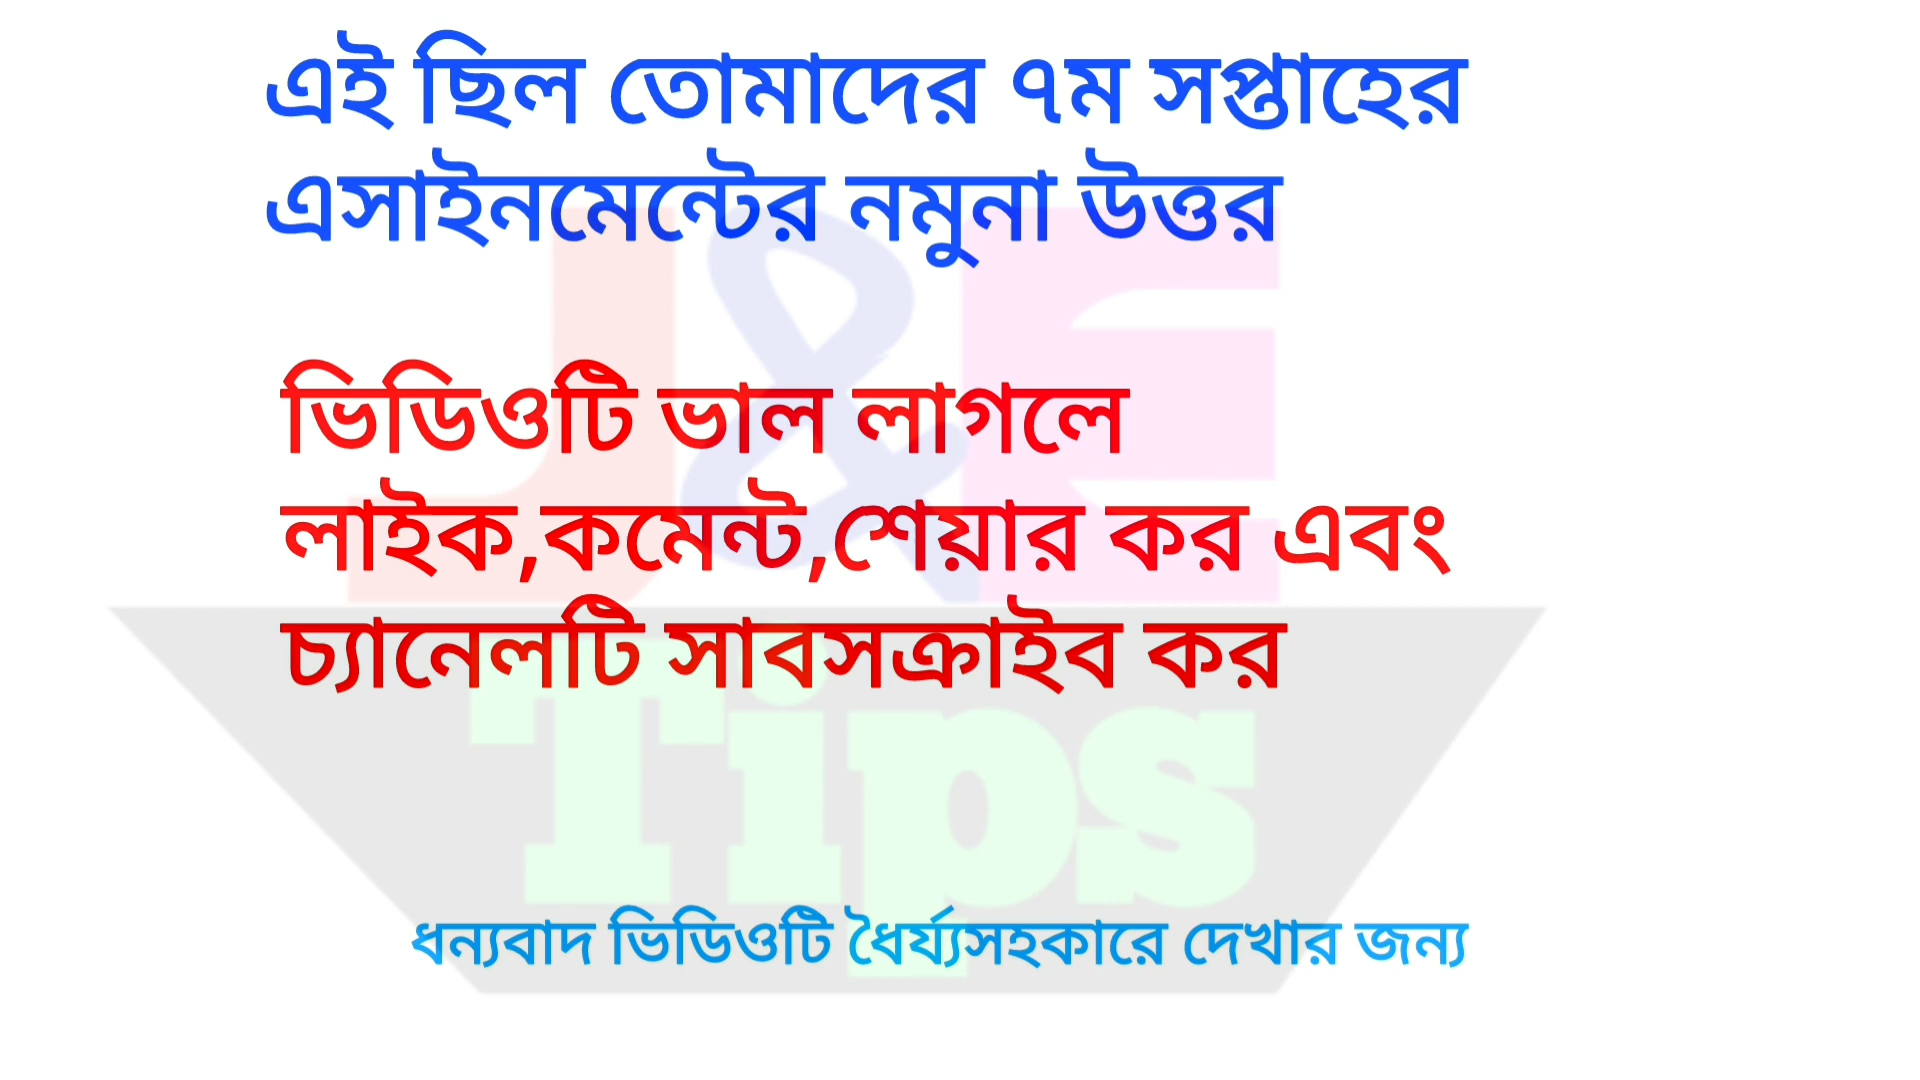 এই ছিল তোমাদের ৭ম সপ্তাহের
এসাইনমেন্টের নমুনা উত্তর
ভিডিওটি ভাল লাগলে
লাইক,কমেন্ট,শেয়ার কর এবং
চ্যানেলটি সাবসক্রাইব কর
J&E
Tips
ধন্যবাদ ভিডিওটি ধৈর্য্যসহকারে দেখার জন্য